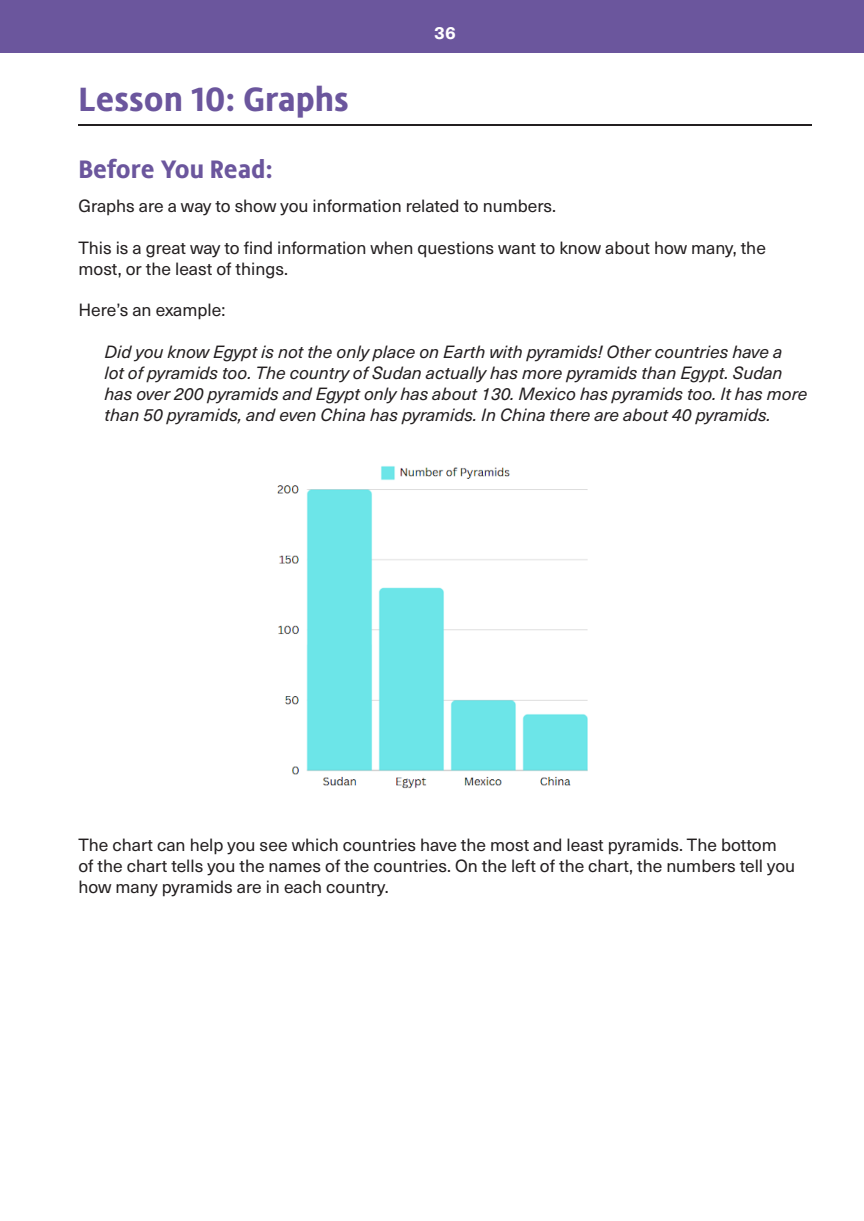 36
Lesson 10: Graphs
Before You Read:
Graphs are a way to show you information related to numbers.
This is a great way to find information when questions want to know about how many, the
most, or the least of things.
Here’s an example:
Did you know Egypt is not the only place on Earth with pyramids! Other countries have a
lot of pyramids too. The country of Sudan actually has more pyramids than Egypt. Sudan
has over 200 pyramids and Egypt only has about 130. Mexico has pyramids too. It has more
than 50 pyramids, and even China has pyramids. In China there are about 40 pyramids.
Number of Pyramids
200
150
100
50
0
Sudan Egypt Mexico China
The chart can help you see which countries have the most and least pyramids. The bottom
of the chart tells you the names of the countries. On the left of the chart, the numbers tell you
how many pyramids are in each country.